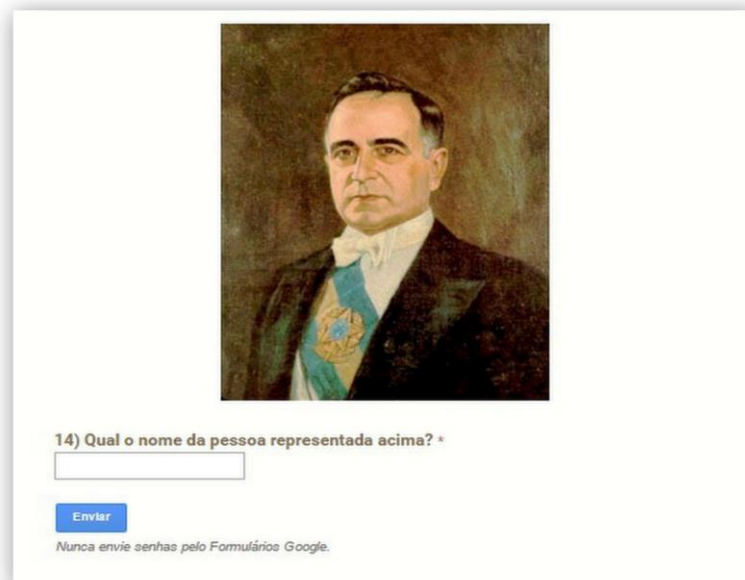 14) Qual o nome da pessoa representada acima? *
Enviar
Nunca envie senhas pelo Formulários Google.